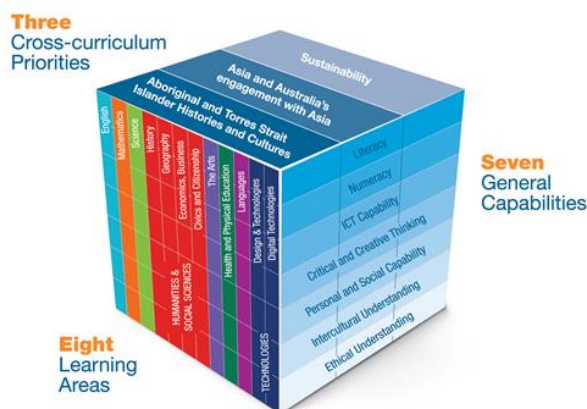 Three
Cross-curriculum
Priorities
Sustainability
Asia and Australia's
engagement with Asia
Aboriginal and Torres Strait
Islander Histories and Cultures
English
Mathematics
Science
History
Geography
Economics, Business
Civics and Citizenship
HUMANITIES &
SOCIAL SCIENCES
The Arts
Health and Physical Education
Languages
Design & Technologies
Digital Technologies
TECHNOLOGIES
Literacy
Numeracy
ICT Capability
Critical and Creative Thinking
Personal and Social Capability
Intercultural Understanding
Ethical Understanding
Seven
General
Capabilities
Eight
Learning
Areas